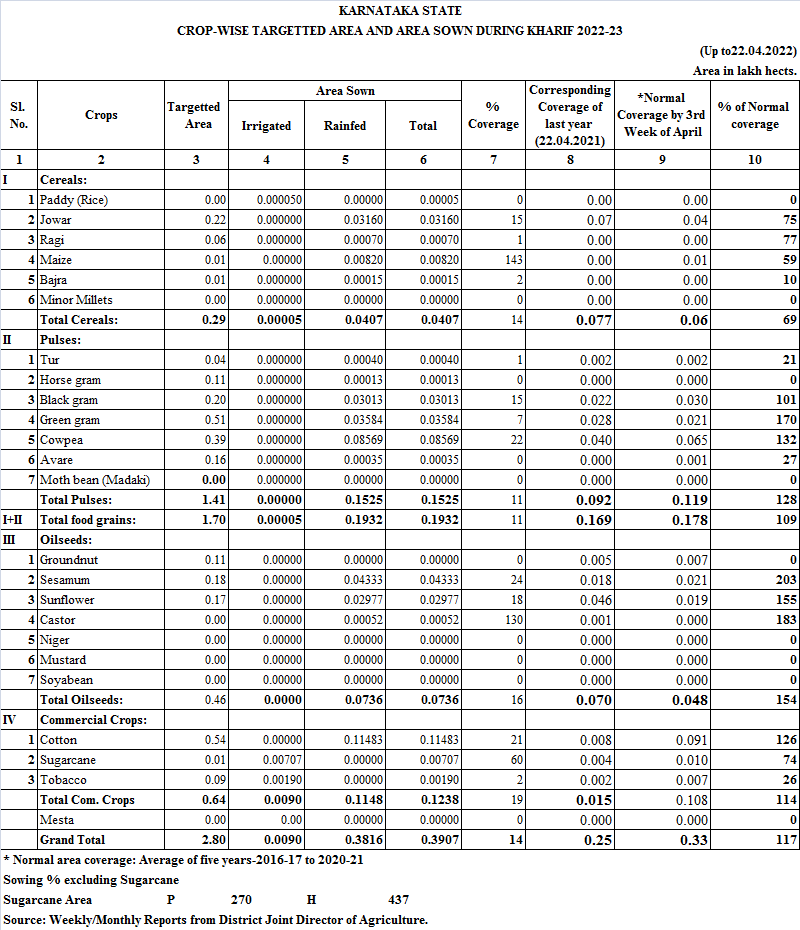 KARNATAKA STATE
CROP-WISE TARGETTED AREA AND AREA SOWN DURING KHARIF 2022-23
(Up to22.04.2022)
Area in lakh hects.
Sl. No. Crops Targetted Area Area Sown % Coverage Corresponding Coverage of last year (22.04.2021) *Normal Coverage by 3rd Week of April % of Normal coverage
Irrigated Rainfed Total
1 2 3 4 5 6 7 8 9 10
I Cereals:
1 Paddy (Rice) 0.00 0.000050 0.00000 0.00005 0 0.00 0.00 0
2 Jowar 0.22 0.000000 0.03160 0.03160 15 0.07 0.04 75
3 Ragi 0.06 0.000000 0.00070 0.00070 1 0.00 0.00 77
4 Maize 0.01 0.00000 0.00820 0.00820 143 0.00 0.01 59
5 Bajra 0.01 0.000000 0.00015 0.00015 2 0.00 0.00 10
6 Minor Millets 0.00 0.000000 0.00000 0.00000 0 0.00 0.00 0
Total Cereals: 0.29 0.00005 0.0407 0.0407 14 0.077 0.06 69
II Pulses:
1 Tur 0.04 0.000000 0.00040 0.00040 1 0.002 0.002 21
2 Horse gram 0.11 0.000000 0.00013 0.00013 0 0.000 0.000 0
3 Black gram 0.20 0.000000 0.03013 0.03013 15 0.022 0.030 101
4 Green gram 0.51 0.000000 0.03584 0.03584 7 0.028 0.021 170
5 Cowpea 0.39 0.000000 0.08569 0.08569 22 0.040 0.065 132
6 Avare 0.16 0.000000 0.00035 0.00035 0 0.000 0.001 27
7 Moth bean (Madaki) 0.00 0.000000 0.00000 0.00000 0 0.000 0.000 0
Total Pulses: 1.41 0.00000 0.1525 0.1525 11 0.092 0.119 128
I+II Total food grains: 1.70 0.00005 0.1932 0.1932 11 0.169 0.178 109
III Oilseeds:
1 Groundnut 0.11 0.00000 0.00000 0.00000 0 0.005 0.007 0
2 Sesamum 0.18 0.00000 0.04333 0.04333 24 0.018 0.021 203
3 Sunflower 0.17 0.00000 0.02977 0.02977 18 0.046 0.019 155
4 Castor 0.00 0.00000 0.00052 0.00052 130 0.001 0.000 183
5 Niger 0.00 0.00000 0.00000 0.00000 0 0.000 0.000 0
6 Mustard 0.00 0.00000 0.00000 0.00000 0 0.000 0.000 0
7 Soyabean 0.00 0.00000 0.00000 0.00000 0 0.000 0.000 0
Total Oilseeds: 0.46 0.0000 0.0736 0.0736 16 0.070 0.048 154
IV Commercial Crops:
1 Cotton 0.54 0.00000 0.11483 0.11483 21 0.008 0.091 126
2 Sugarcane 0.01 0.00707 0.00000 0.00707 60 0.004 0.010 74
3 Tobacco 0.09 0.00190 0.00000 0.00190 2 0.002 0.007 26
Total Com. Crops 0.64 0.0090 0.1148 0.1238 19 0.015 0.108 114
Mesta 0.00 0.00 0.00000 0.00000 0 0.000 0.000 0
Grand Total 2.80 0.0090 0.3816 0.3907 14 0.25 0.33 117
* Normal area coverage: Average of five years-2016-17 to 2020-21
Sowing % excluding Sugarcane
Sugarcane Area P 270 H 437
Source: Weekly/Monthly Reports from District Joint Director of Agriculture.